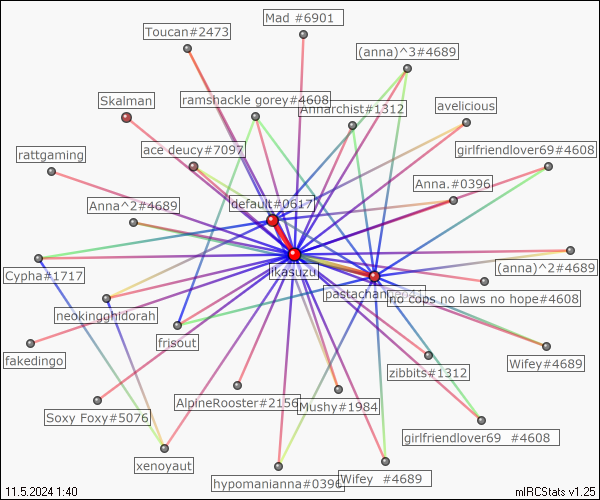 Mad #6901
Toucan#2473
(anna)^3#4689
Skalman
ramshackle gorey#4608
Annarchist#1312
avelicious
rattgaming
ace deucy#7097
girlfriendlover69#4608
Anna.#0396
Anna^2#4689
default#0617
Cypha#1717
ikasuzu
(anna)^2#4689
pastachan
no cops no laws no hope#4608
neokingghidorah
frisout
fakedingo
Wifey#4689
zibbits#1312
Soxy Foxy#5076
AlpineRooster#2156
Mushy#1984
girlfriendlover69 #4608
xenoyaut
hypomanianna#0396
Wifey #4689
11.5.2024 1:40
mIRCStats v1.25